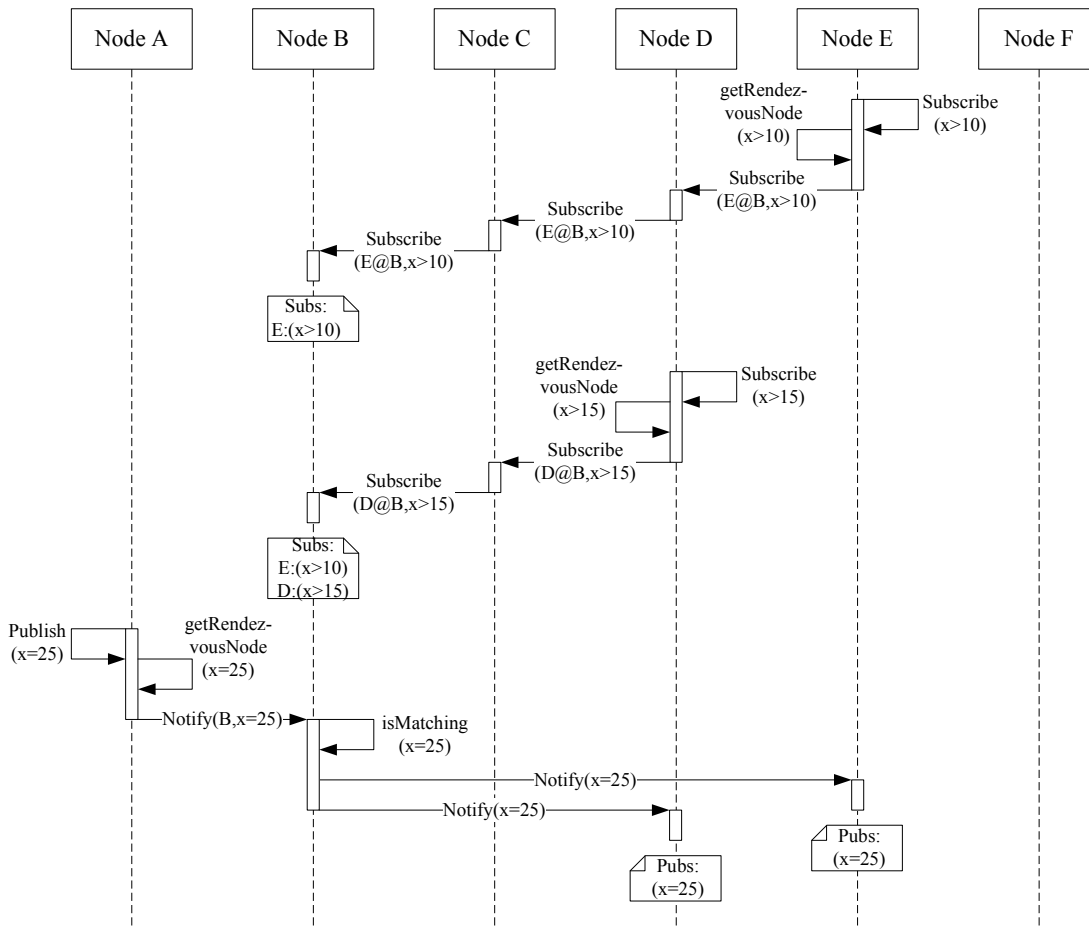 Node A
Node B
Node C
Node D
Node E
Node F
getRendez-
vousNode
(x>10)
Subscribe
(x>10)
Subscribe
(E@B,x>10)
Subscribe
(E@B,x>10)
Subscribe
(E@B,x>10)
Subs:
E:(x>10)
getRendez-
vousNode
(x>15)
Subscribe
(x>15)
Subscribe
(D@B,x>15)
Subscribe
(D@B,x>15)
Subs:
E:(x>10)
D:(x>15)
Publish
(x=25)
getRendez-
vousNode
(x=25)
Notify(B,x=25)
isMatching
(x=25)
Notify(x=25)
Notify(x=25)
Pubs:
(x=25)
Pubs:
(x=25)